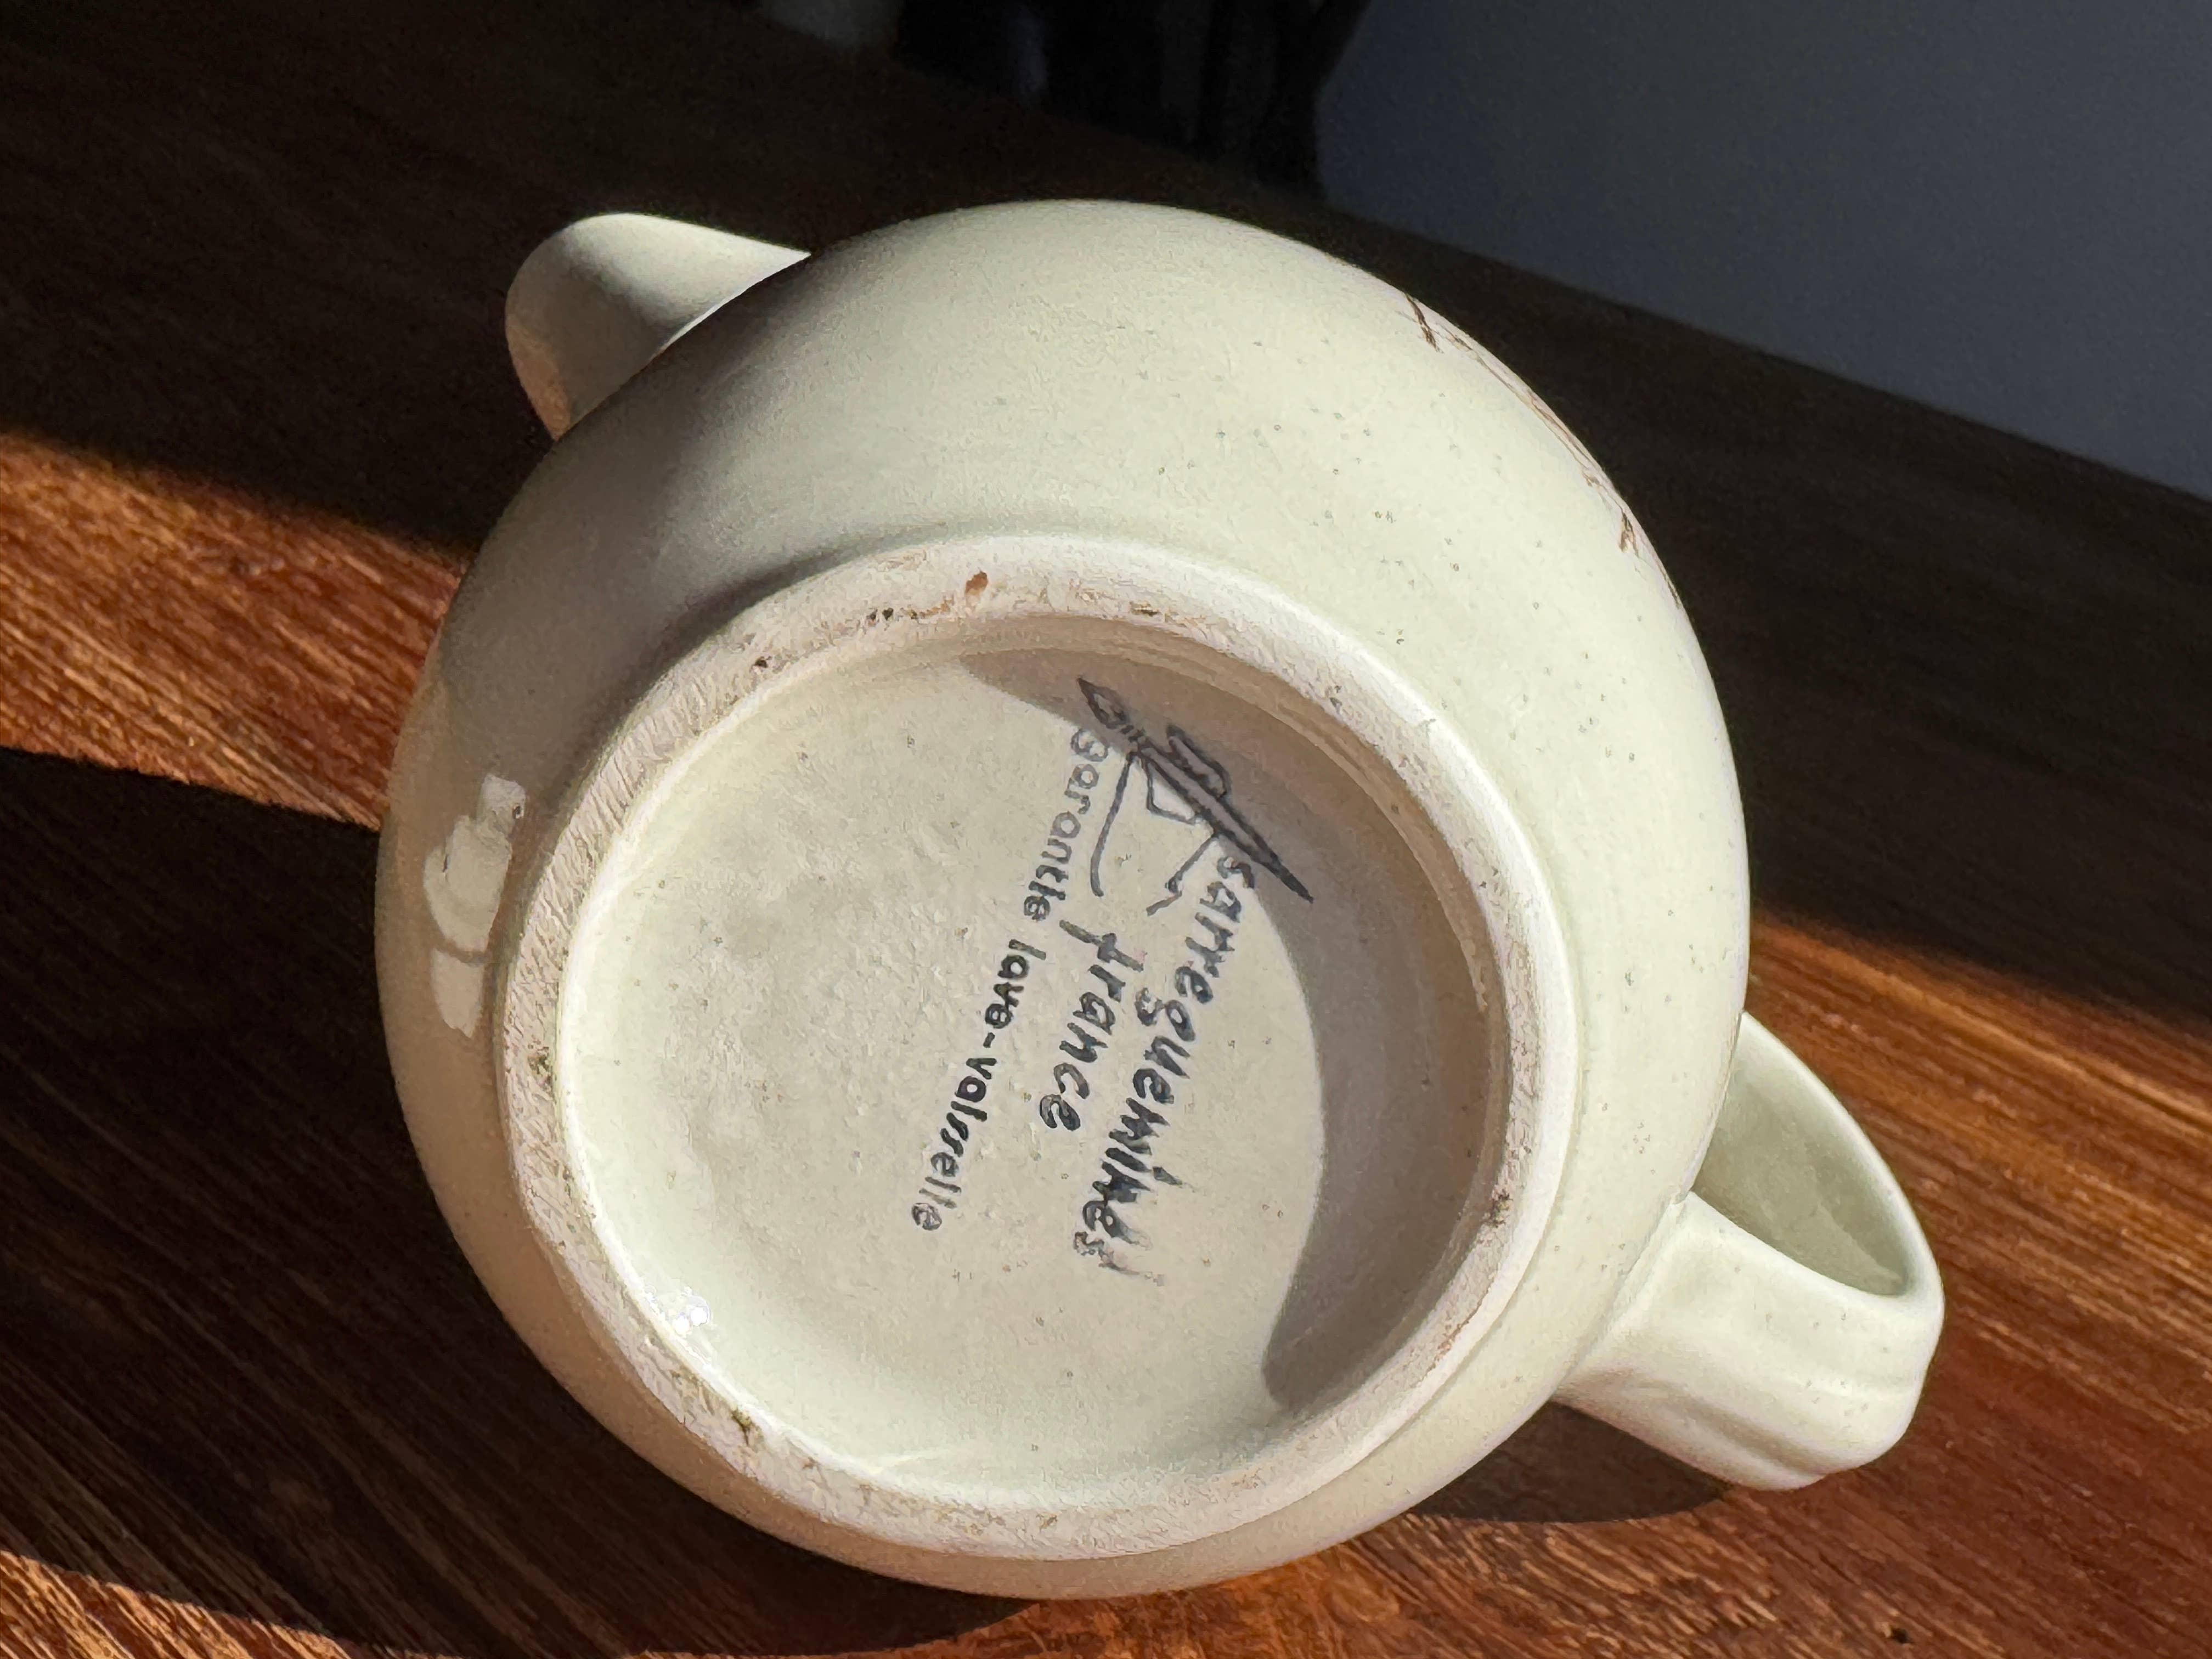 sarreguemines
france
garantie lave-vaisselle